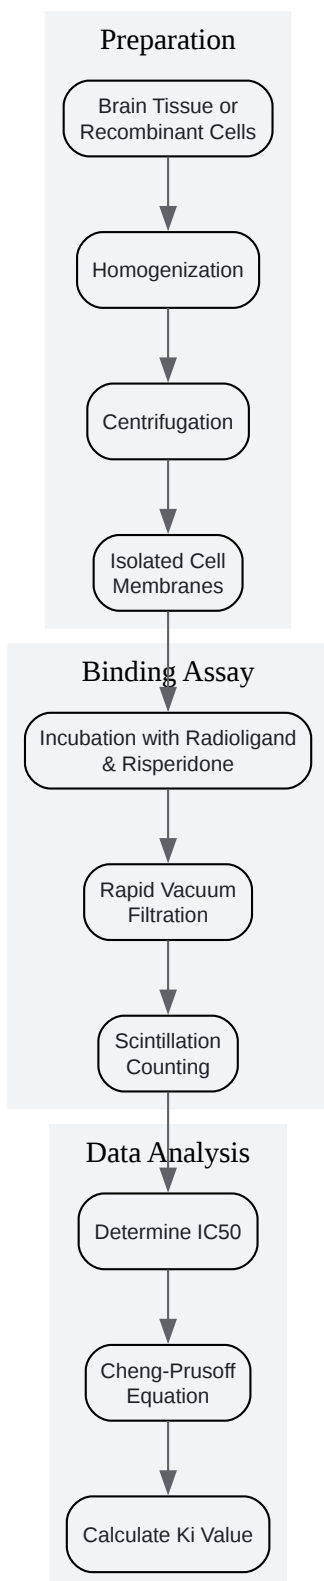 Preparation
Brain Tissue or
Recombinant Cells
Homogenization
Centrifugation
Isolated Cell
Membranes
Binding Assay
Incubation with Radioligand
& Risperidone
Rapid Vacuum
Filtration
Scintillation
Counting
Data Analysis
Determine IC50
Cheng-Prusoff
Equation
Calculate Ki Value